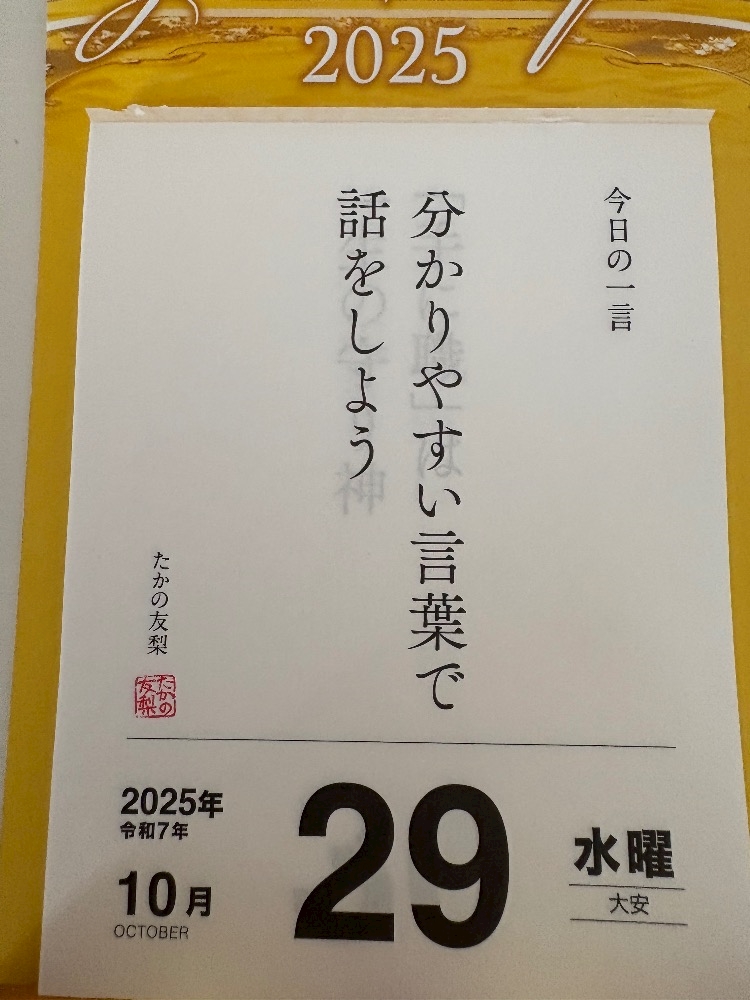 2025
今日の一言
分かりやすい言葉で
話をしよう
たかの友梨
たかの
友梨
2025年
令和7年
10月
OCTOBER
29
水曜
大安